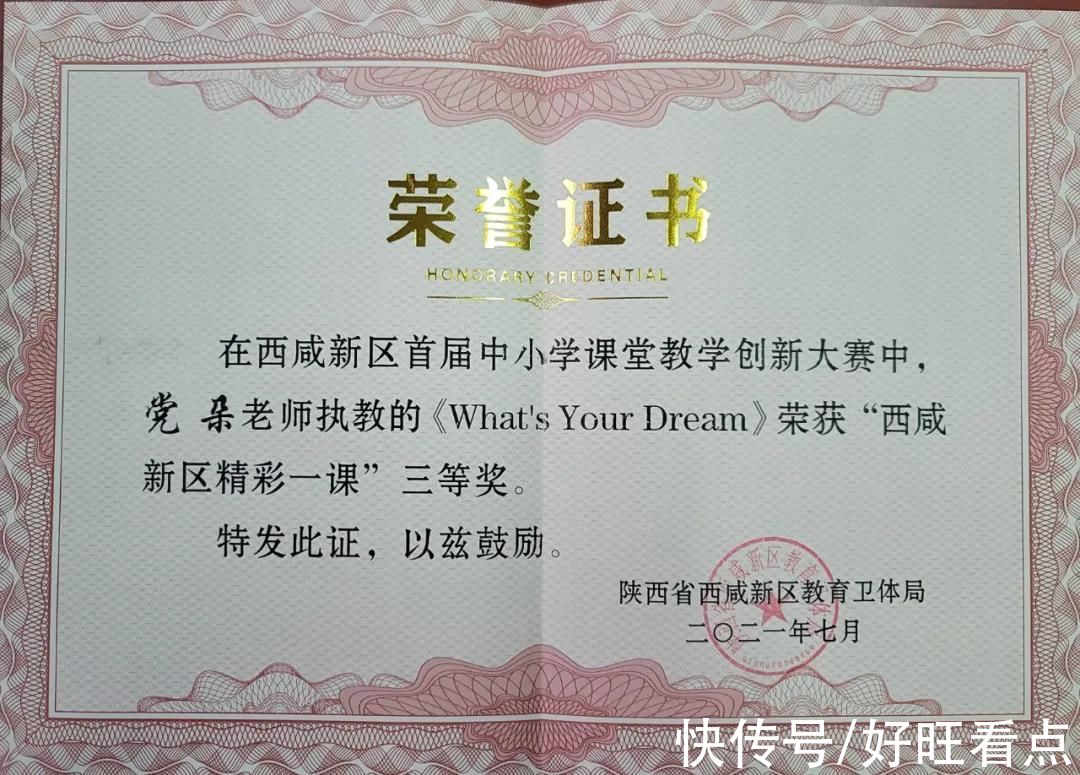 荣誉证书
HONORARY CREDENTIAL
在西咸新区首届中小学课堂教学创新大赛中，
党 朵老师执教的《What's Your Dream》荣获“西咸
新区精彩一课”三等奖。
特发此证，以兹鼓励。
陕西省西咸新区教育卫体局
二〇二一年七月
快传号/好旺看点